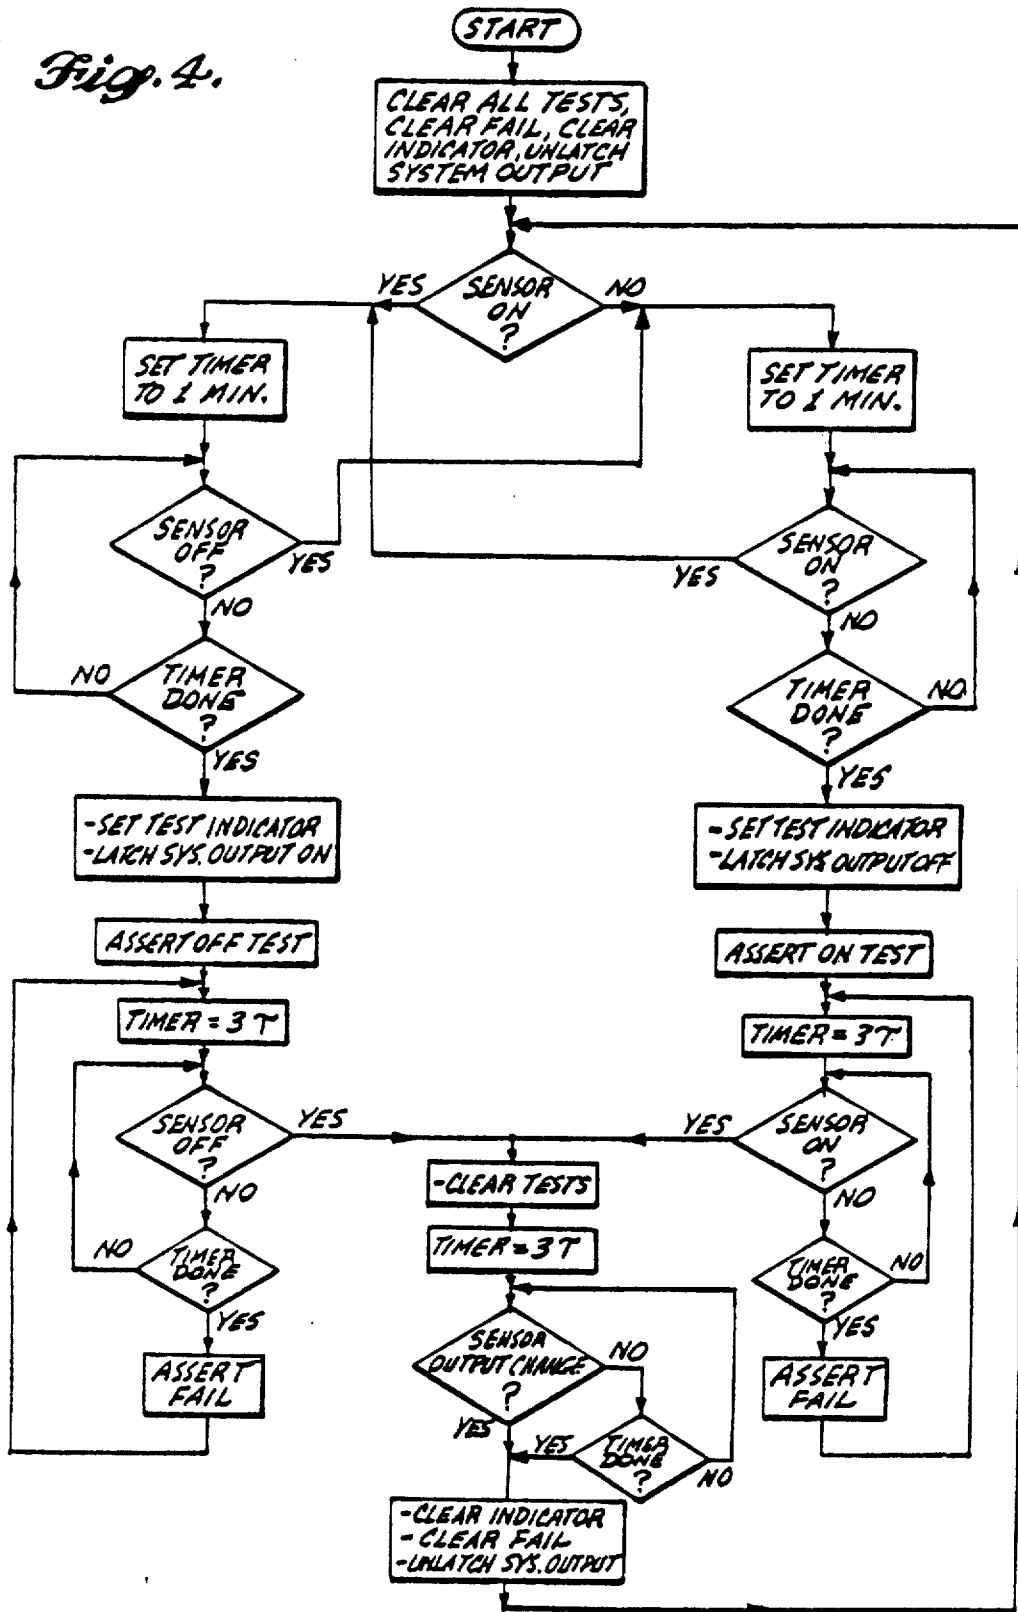 Fig. 4.
START
CLEAR ALL TESTS,
CLEAR FAIL, CLEAR
INDICATOR, UNLATCH
SYSTEM OUTPUT
SENSOR
ON
?
YES
NO
SET TIMER
TO 1 MIN.
SET TIMER
TO 1 MIN.
SENSOR
OFF
?
YES
NO
SENSOR
ON
?
YES
NO
TIMER
DONE
?
NO
YES
TIMER
DONE
?
NO
YES
-SET TEST INDICATOR
-LATCH SYS. OUTPUT ON
-SET TEST INDICATOR
-LATCH SYS. OUTPUT OFF
ASSERT OFF TEST
ASSERT ON TEST
TIMER = 3 τ
TIMER = 3 τ
SENSOR
OFF
?
YES
NO
SENSOR
ON
?
YES
NO
-CLEAR TESTS
TIMER = 3 τ
TIMER
DONE
?
NO
YES
TIMER
DONE
?
NO
YES
ASSERT
FAIL
SENSOR
OUTPUT CHANGE
?
NO
YES
ASSERT
FAIL
TIMER
DONE
?
YES
NO
-CLEAR INDICATOR
-CLEAR FAIL
-UNLATCH SYS. OUTPUT